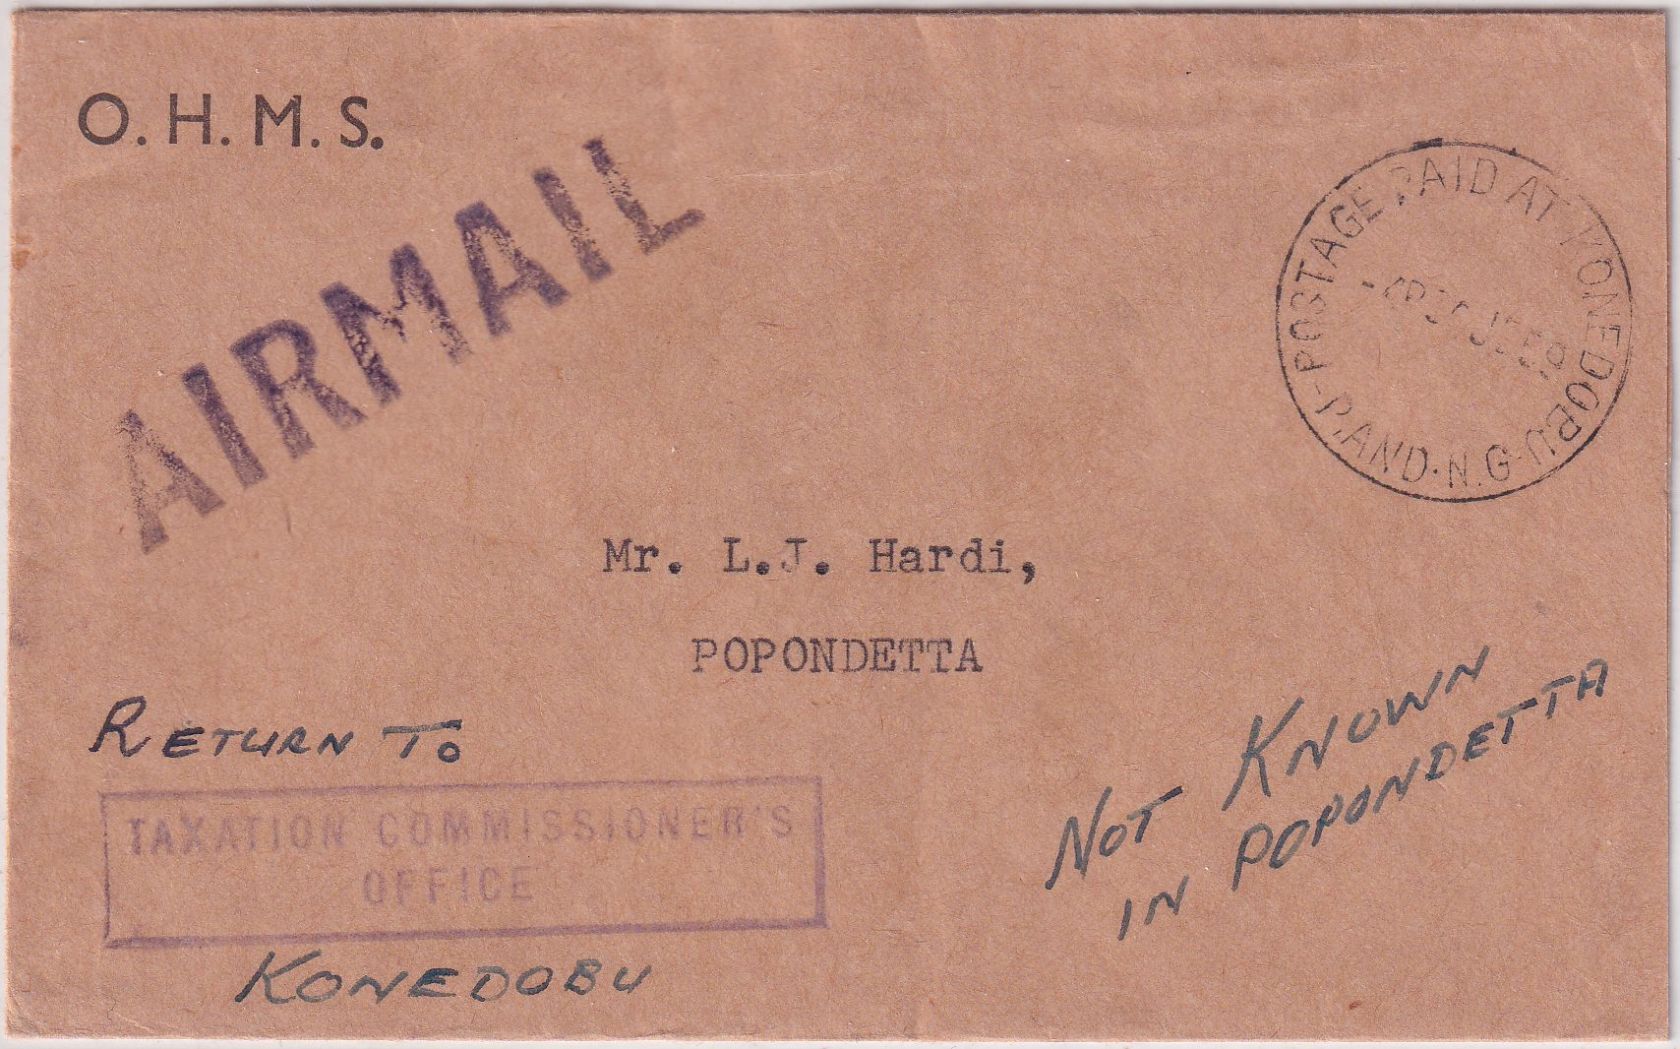 O.H.M.S.
AIRMAIL
POSTAGE PAID AT KONEDOBU
P. AND. N.G.
Mr. L.J. Hardi,
POPONDETTA
RETURN TO
TAXATION COMMISSIONER'S
OFFICE
KONEDOBU
NOT KNOWN
IN POPONDETTA